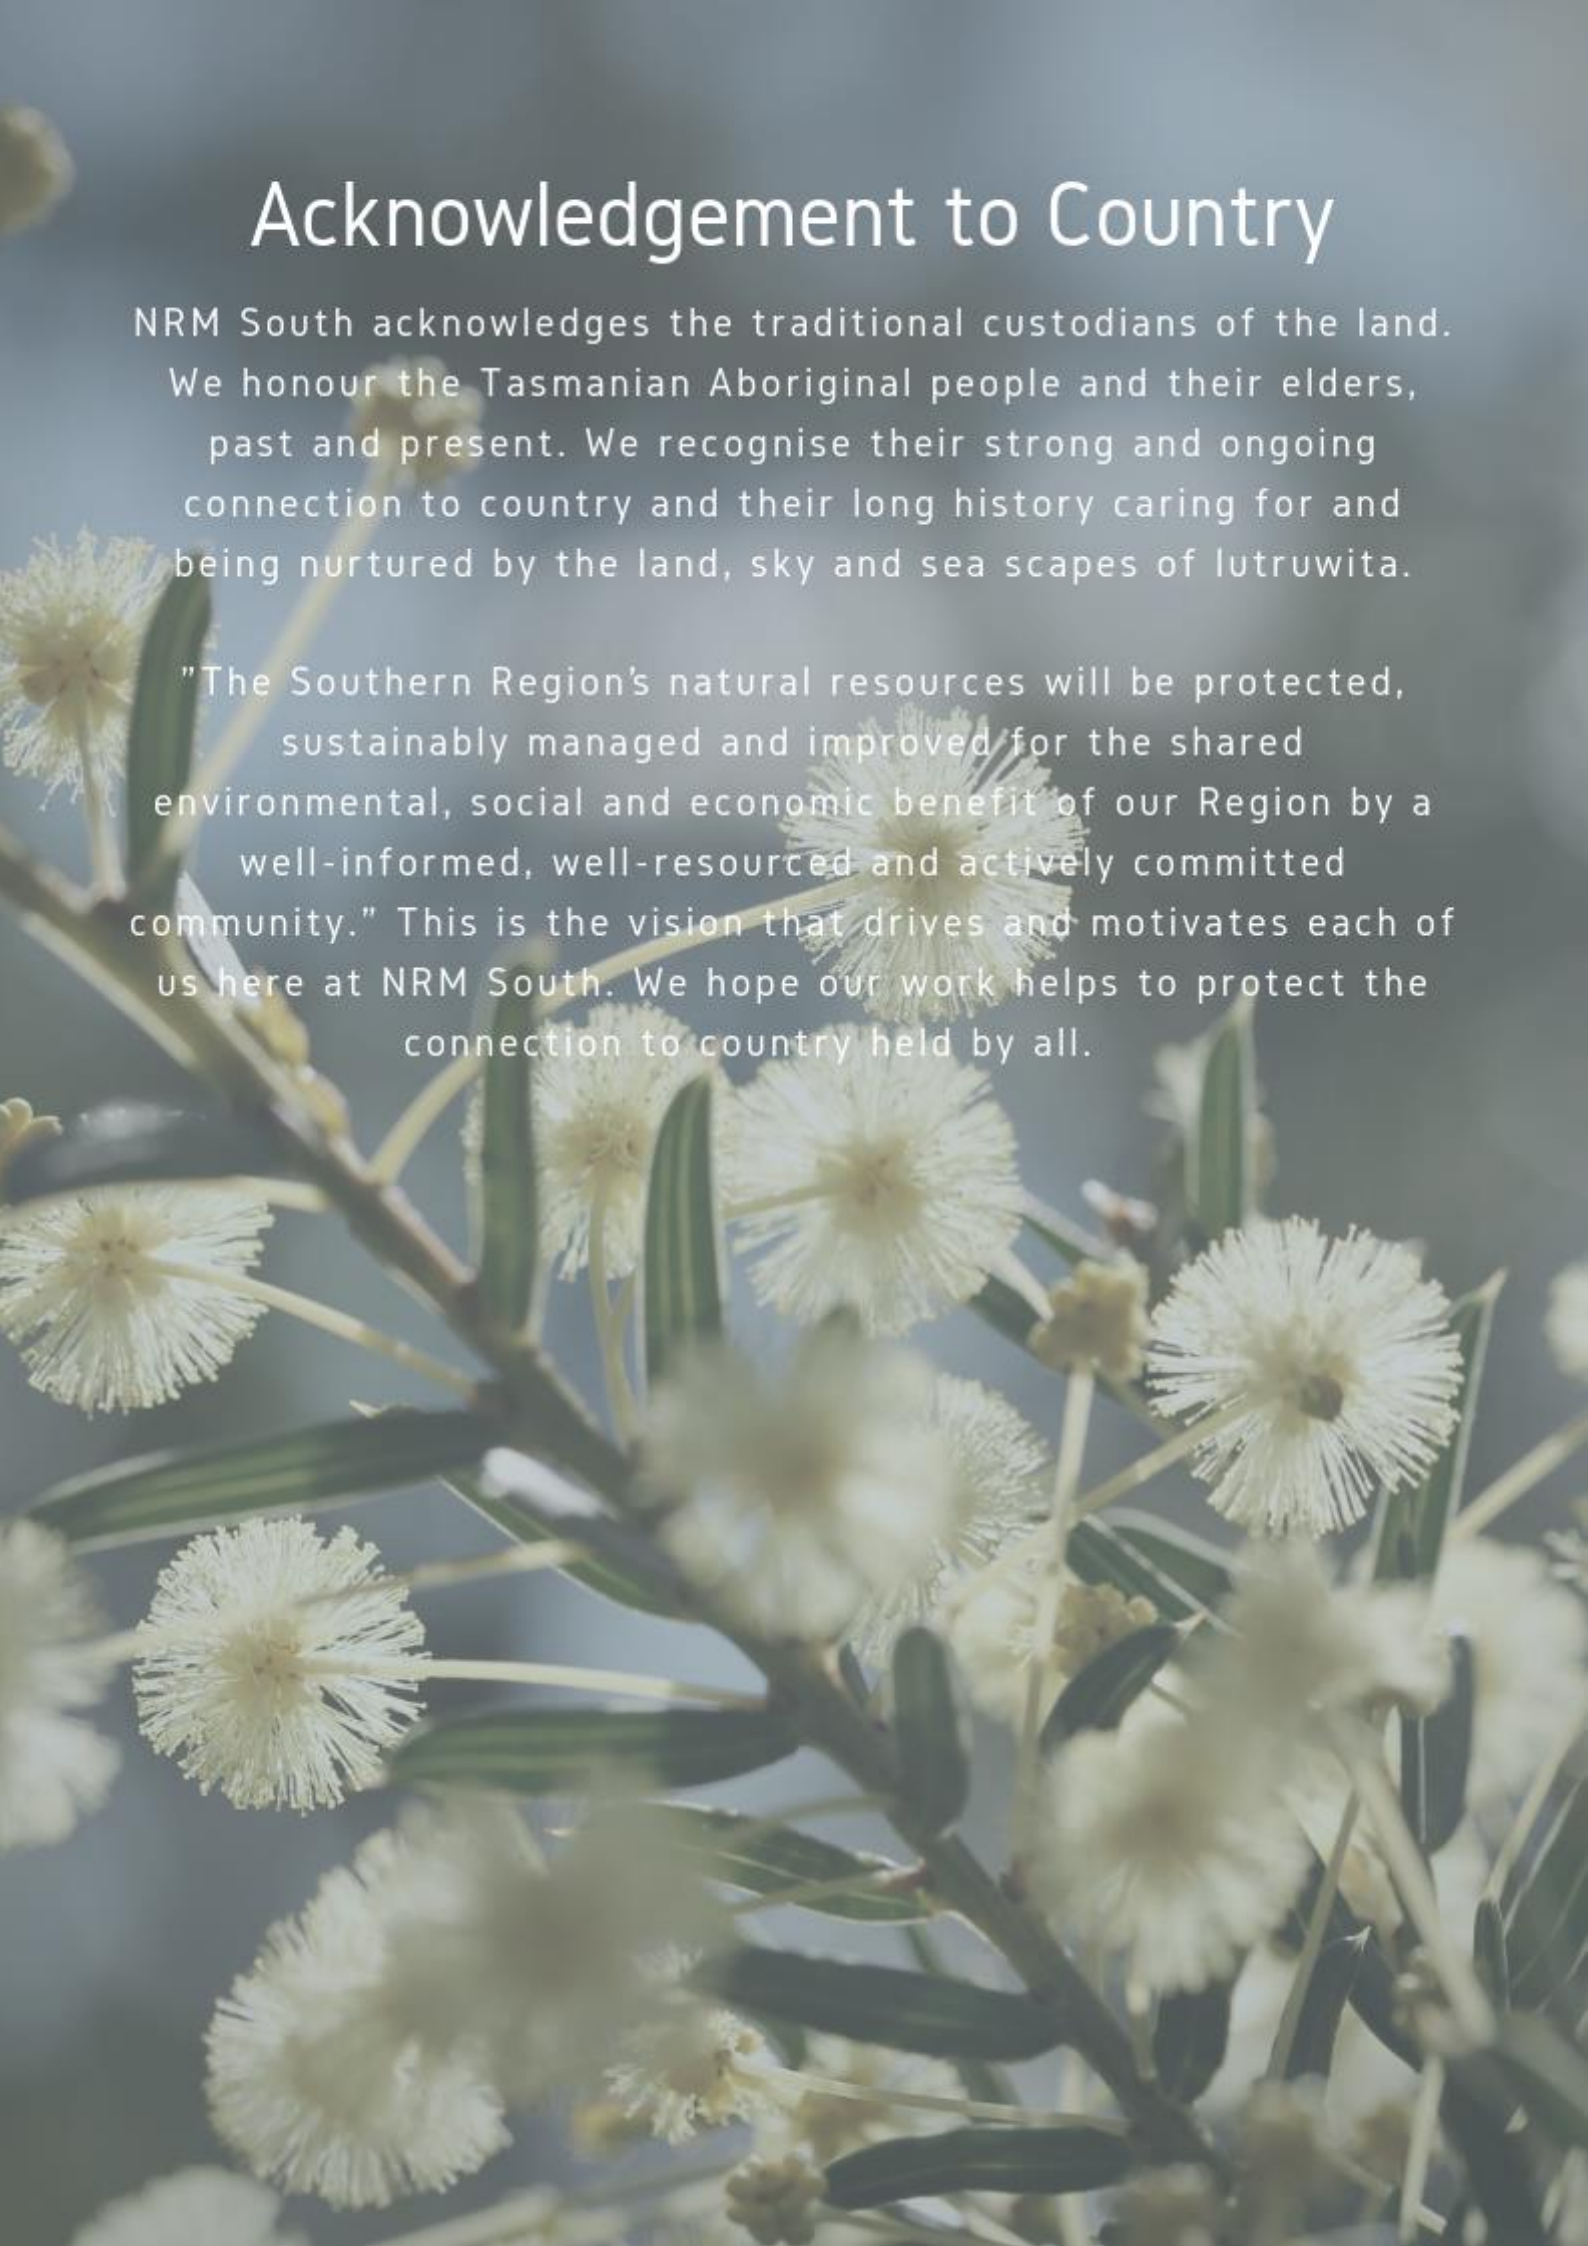 Acknowledgement to Country
NRM South acknowledges the traditional custodians of the land.
We honour the Tasmanian Aboriginal people and their elders,
past and present. We recognise their strong and ongoing
connection to country and their long history caring for and
being nurtured by the land, sky and sea scapes of lutruwita.
"The Southern Region's natural resources will be protected,
sustainably managed and improved for the shared
environmental, social and economic benefit of our Region by a
well-informed, well-resourced and actively committed
community." This is the vision that drives and motivates each of
us here at NRM South. We hope our work helps to protect the
connection to country held by all.